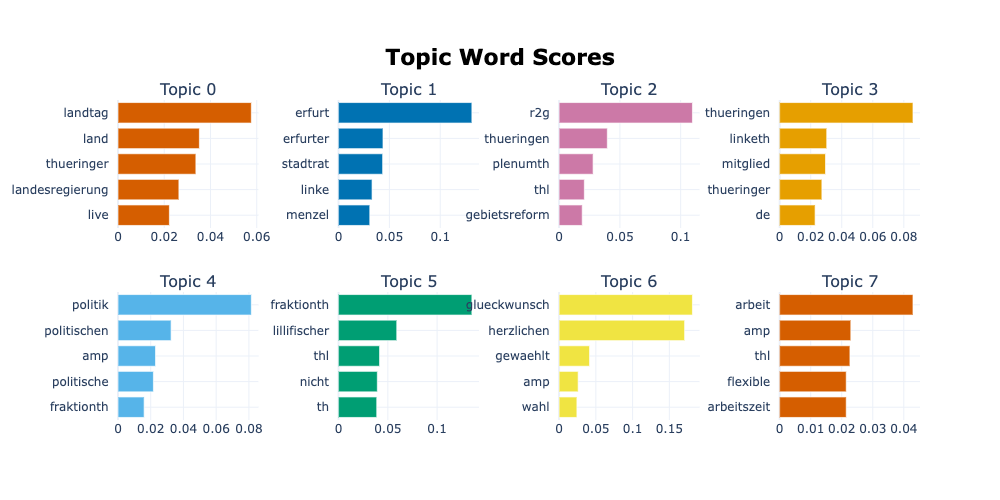 Topic Word Scores
Topic 0
landtag
land
thueringer
landesregierung
live
0 0.02 0.04 0.06
Topic 1
erfurt
erfurter
stadtrat
linke
menzel
0 0.05 0.1
Topic 2
r2g
thueringen
plenumth
thl
gebietsreform
0 0.05 0.1
Topic 3
thueringen
linketh
mitglied
thueringer
de
0 0.02 0.04 0.06 0.08
Topic 4
politik
politischen
amp
politische
fraktionth
0 0.02 0.04 0.06 0.08
Topic 5
fraktionth
lillifischer
thl
nicht
th
0 0.05 0.1
Topic 6
glueckwunsch
herzlichen
gewaehlt
amp
wahl
0 0.05 0.1 0.15
Topic 7
arbeit
amp
thl
flexible
arbeitszeit
0 0.01 0.02 0.03 0.04